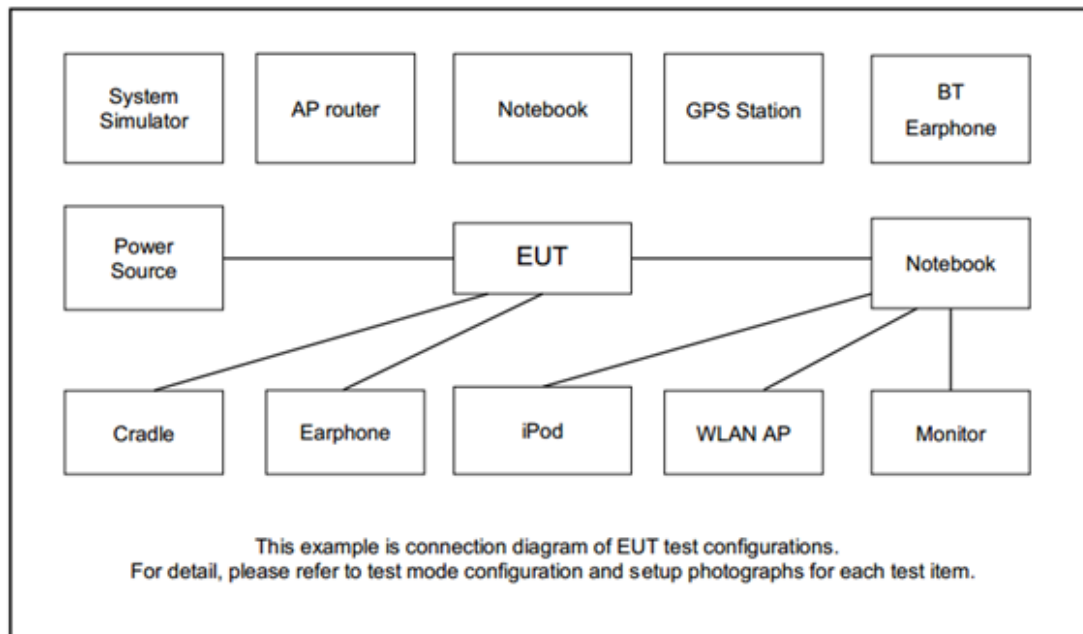 System
Simulator
AP router
Notebook
GPS Station
BT
Earphone
Power
Source
EUT
Notebook
Cradle
Earphone
iPod
WLAN AP
Monitor
This example is connection diagram of EUT test configurations.
For detail, please refer to test mode configuration and setup photographs for each test item.